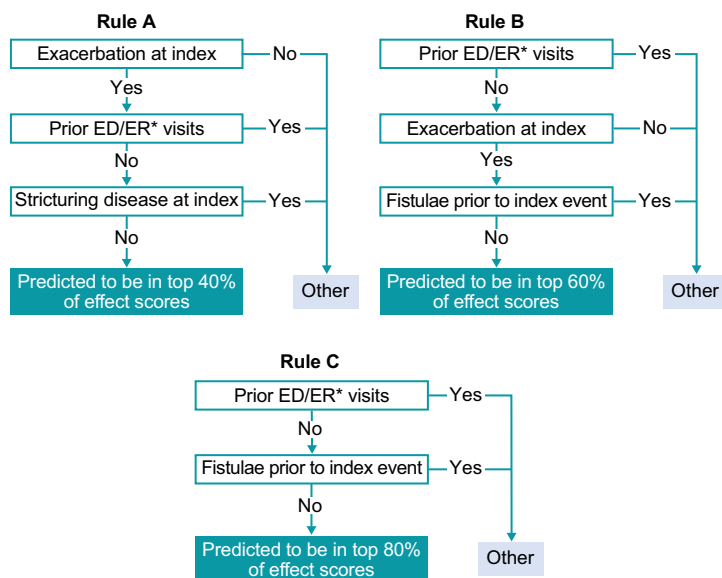 Rule A
Exacerbation at index
No
Yes
Prior ED/ER* visits
Yes
No
Stricturing disease at index
Yes
No
Predicted to be in top 40%
of effect scores
Other
Rule B
Prior ED/ER* visits
Yes
No
Exacerbation at index
No
Yes
Fistulae prior to index event
Yes
No
Predicted to be in top 60%
of effect scores
Other
Rule C
Prior ED/ER* visits
Yes
No
Fistulae prior to index event
Yes
No
Predicted to be in top 80%
of effect scores
Other